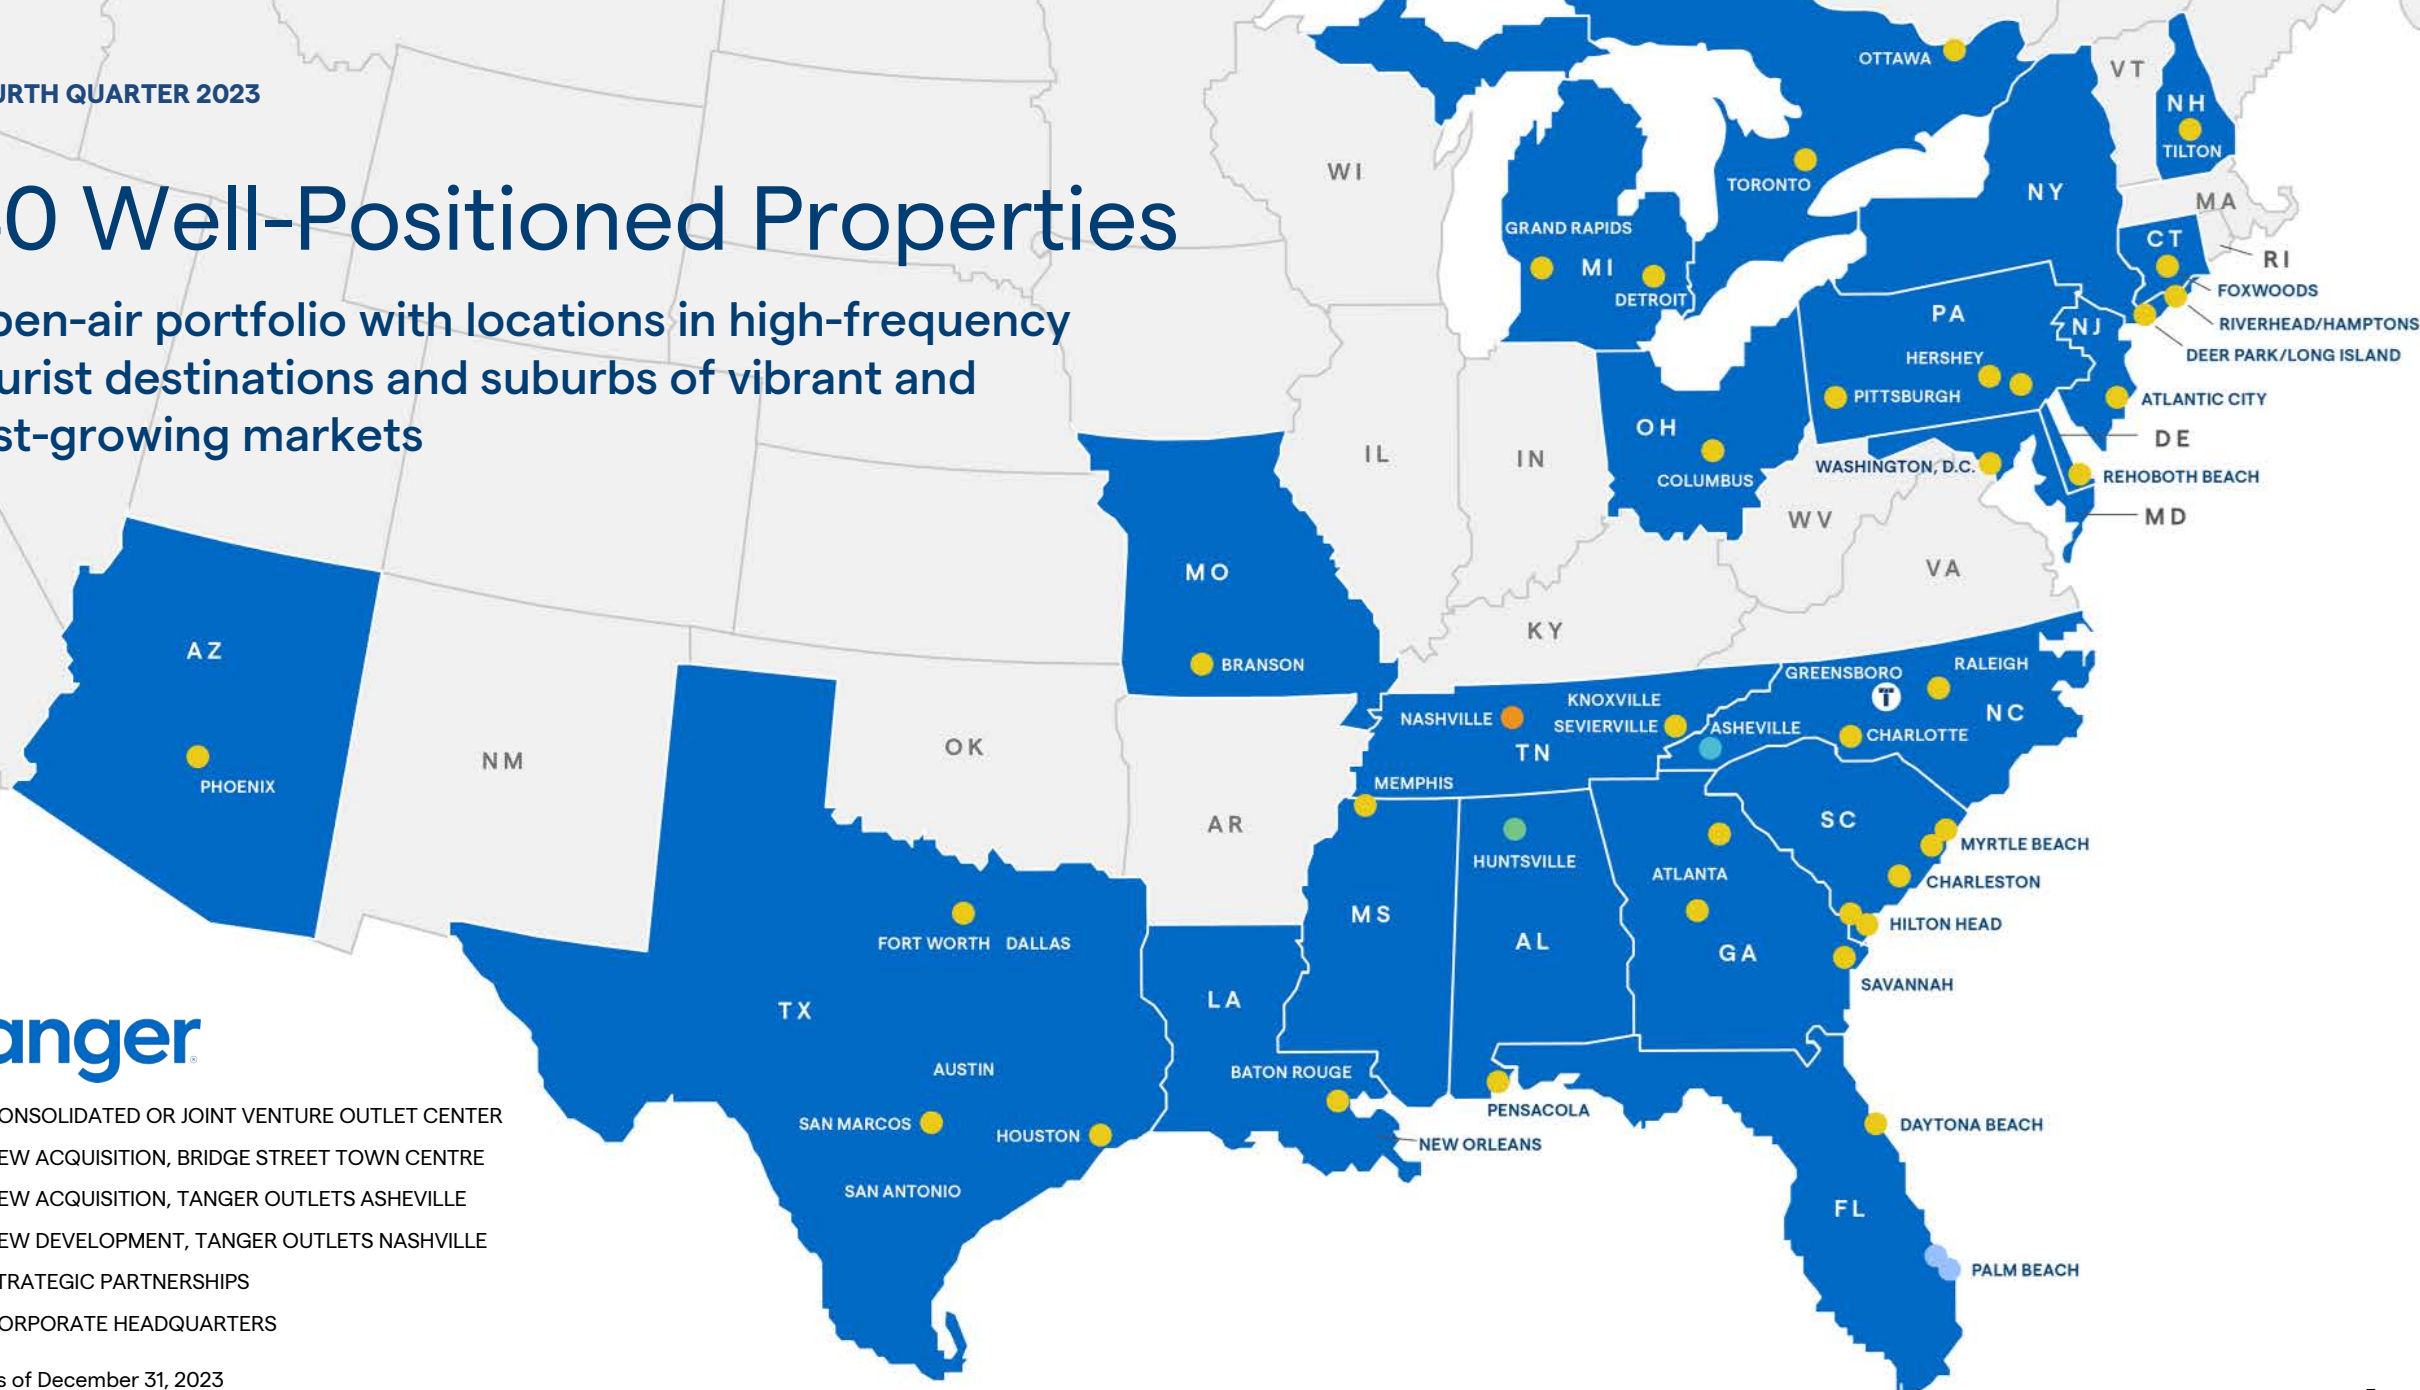 URTH QUARTER 2023
0 Well-Positioned Properties
pen-air portfolio with locations in high-frequency
urist destinations and suburbs of vibrant and
st-growing markets
anger
ONSOLIDATED OR JOINT VENTURE OUTLET CENTER
EW ACQUISITION, BRIDGE STREET TOWN CENTRE
EW ACQUISITION, TANGER OUTLETS ASHEVILLE
EW DEVELOPMENT, TANGER OUTLETS NASHVILLE
TRATEGIC PARTNERSHIPS
ORPORATE HEADQUARTERS
s of December 31, 2023
OTTAWA
VT
NH
TILTON
WI
TORONTO
NY
MA
GRAND RAPIDS
MI
DETROIT
CT
RI
FOXWOODS
RIVERHEAD/HAMPTONS
DEER PARK/LONG ISLAND
PA
NJ
HERSHEY
PITTSBURGH
ATLANTIC CITY
DE
OH
COLUMBUS
IL
IN
WASHINGTON, D.C.
REHOBOTH BEACH
MD
WV
VA
MO
BRANSON
KY
AZ
PHOENIX
NM
OK
AR
NASHVILLE
KNOXVILLE
SEVIERVILLE
TN
MEMPHIS
ASHEVILLE
GREENSBORO
T
RALEIGH
NC
CHARLOTTE
SC
MYRTLE BEACH
CHARLESTON
HILTON HEAD
SAVANNAH
HUNTSVILLE
ATLANTA
MS
AL
GA
FORT WORTH DALLAS
TX
LA
AUSTIN
SAN MARCOS
HOUSTON
SAN ANTONIO
BATON ROUGE
NEW ORLEANS
PENSACOLA
DAYTONA BEACH
FL
PALM BEACH